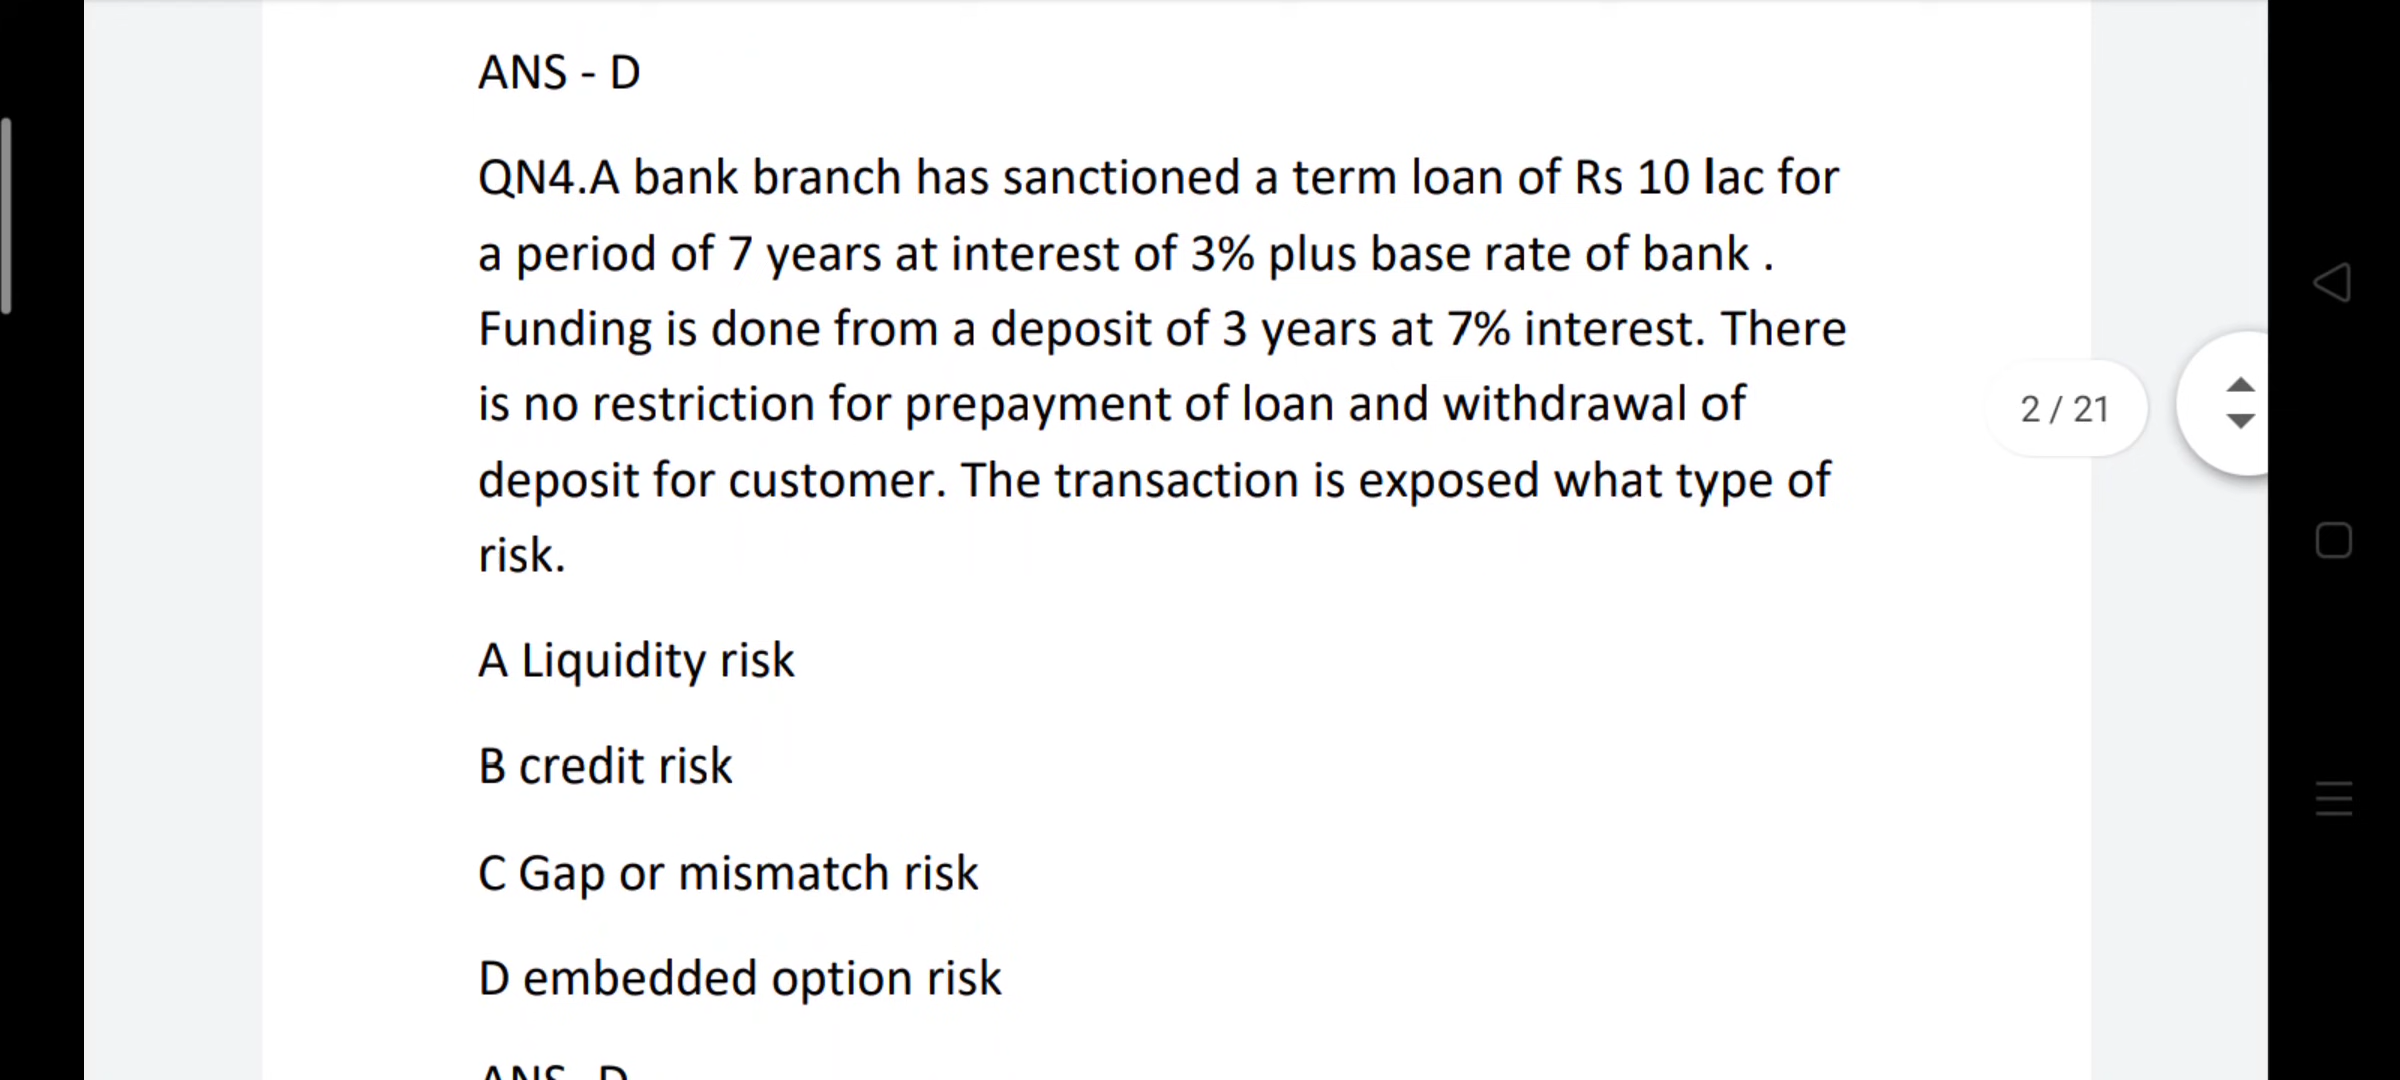 ANS - D
QN4.A bank branch has sanctioned a term loan of Rs 10 lac for
a period of 7 years at interest of 3% plus base rate of bank .
Funding is done from a deposit of 3 years at 7% interest. There
is no restriction for prepayment of loan and withdrawal of
deposit for customer. The transaction is exposed what type of
risk.
A Liquidity risk
B credit risk
C Gap or mismatch risk
D embedded option risk
ANS - D
2 / 21